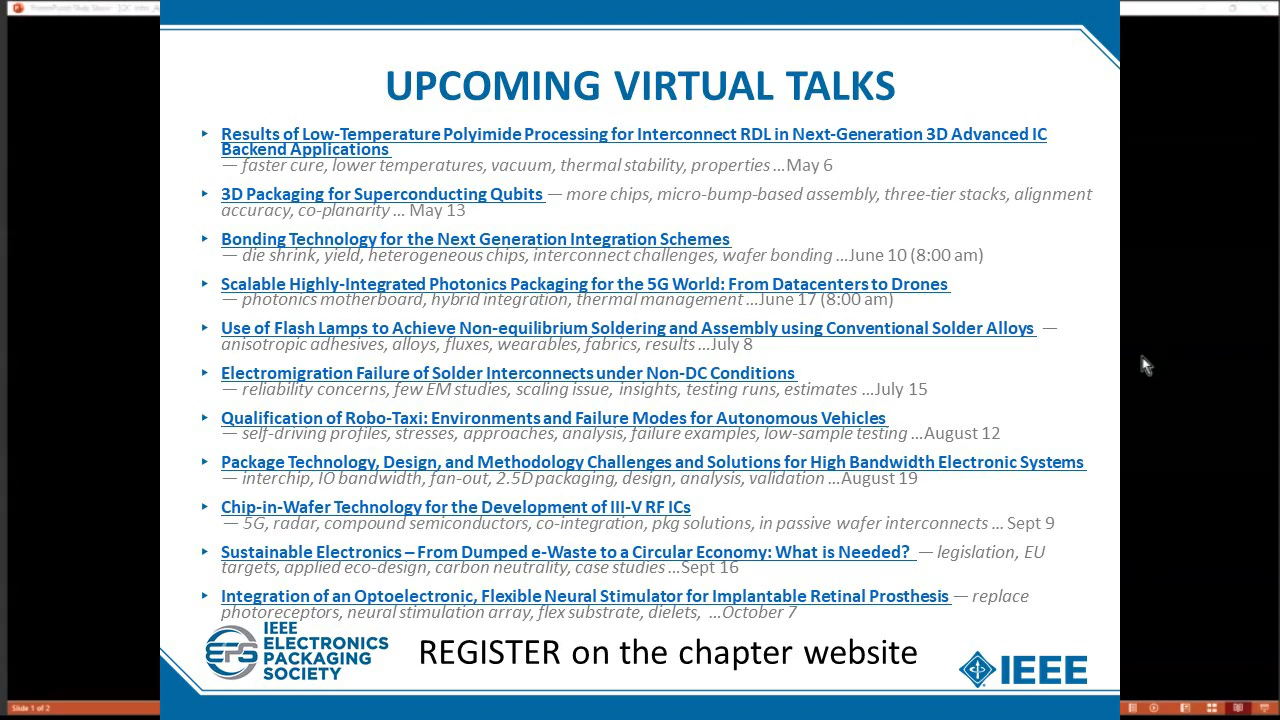 UPCOMING VIRTUAL TALKS
‣ Results of Low-Temperature Polyimide Processing for Interconnect RDL in Next-Generation 3D Advanced IC
Backend Applications
— faster cure, lower temperatures, vacuum, thermal stability, properties …May 6
‣ 3D Packaging for Superconducting Qubits — more chips, micro-bump-based assembly, three-tier stacks, alignment
accuracy, co-planarity … May 13
‣ Bonding Technology for the Next Generation Integration Schemes
— die shrink, yield, heterogeneous chips, interconnect challenges, wafer bonding …June 10 (8:00 am)
‣ Scalable Highly-Integrated Photonics Packaging for the 5G World: From Datacenters to Drones
— photonics motherboard, hybrid integration, thermal management …June 17 (8:00 am)
‣ Use of Flash Lamps to Achieve Non-equilibrium Soldering and Assembly using Conventional Solder Alloys —
anisotropic adhesives, alloys, fluxes, wearables, fabrics, results …July 8
‣ Electromigration Failure of Solder Interconnects under Non-DC Conditions
— reliability concerns, few EM studies, scaling issue, insights, testing runs, estimates …July 15
‣ Qualification of Robo-Taxi: Environments and Failure Modes for Autonomous Vehicles
— self-driving profiles, stresses, approaches, analysis, failure examples, low-sample testing …August 12
‣ Package Technology, Design, and Methodology Challenges and Solutions for High Bandwidth Electronic Systems
— interchip, IO bandwidth, fan-out, 2.5D packaging, design, analysis, validation …August 19
‣ Chip-in-Wafer Technology for the Development of III-V RF ICs
— 5G, radar, compound semiconductors, co-integration, pkg solutions, in passive wafer interconnects … Sept 9
‣ Sustainable Electronics – From Dumped e-Waste to a Circular Economy: What is Needed? — legislation, EU
targets, applied eco-design, carbon neutrality, case studies …Sept 16
‣ Integration of an Optoelectronic, Flexible Neural Stimulator for Implantable Retinal Prosthesis — replace
photoreceptors, neural stimulation array, flex substrate, dielets, …October 7
EPS
IEEE
ELECTRONICS
PACKAGING
SOCIETY
REGISTER on the chapter website
IEEE
Slide 1 of 2